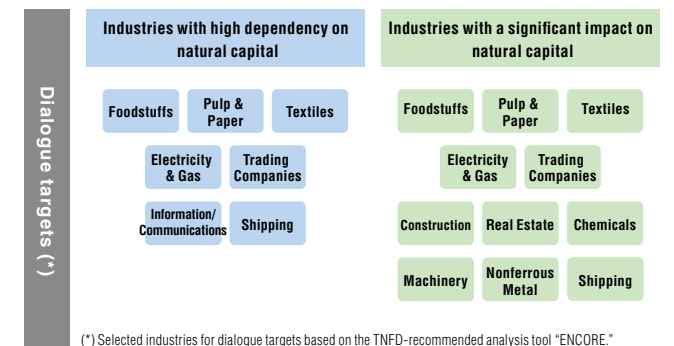 Dialogue targets (*)
Industries with high dependency on
natural capital
Foodstuffs
Pulp &
Paper
Textiles
Electricity
& Gas
Trading
Companies
Information/
Communications
Shipping
Industries with a significant impact on
natural capital
Foodstuffs
Pulp &
Paper
Textiles
Electricity
& Gas
Trading
Companies
Construction
Real Estate
Chemicals
Machinery
Nonferrous
Metal
Shipping
(*) Selected industries for dialogue targets based on the TNFD-recommended analysis tool “ENCORE.”